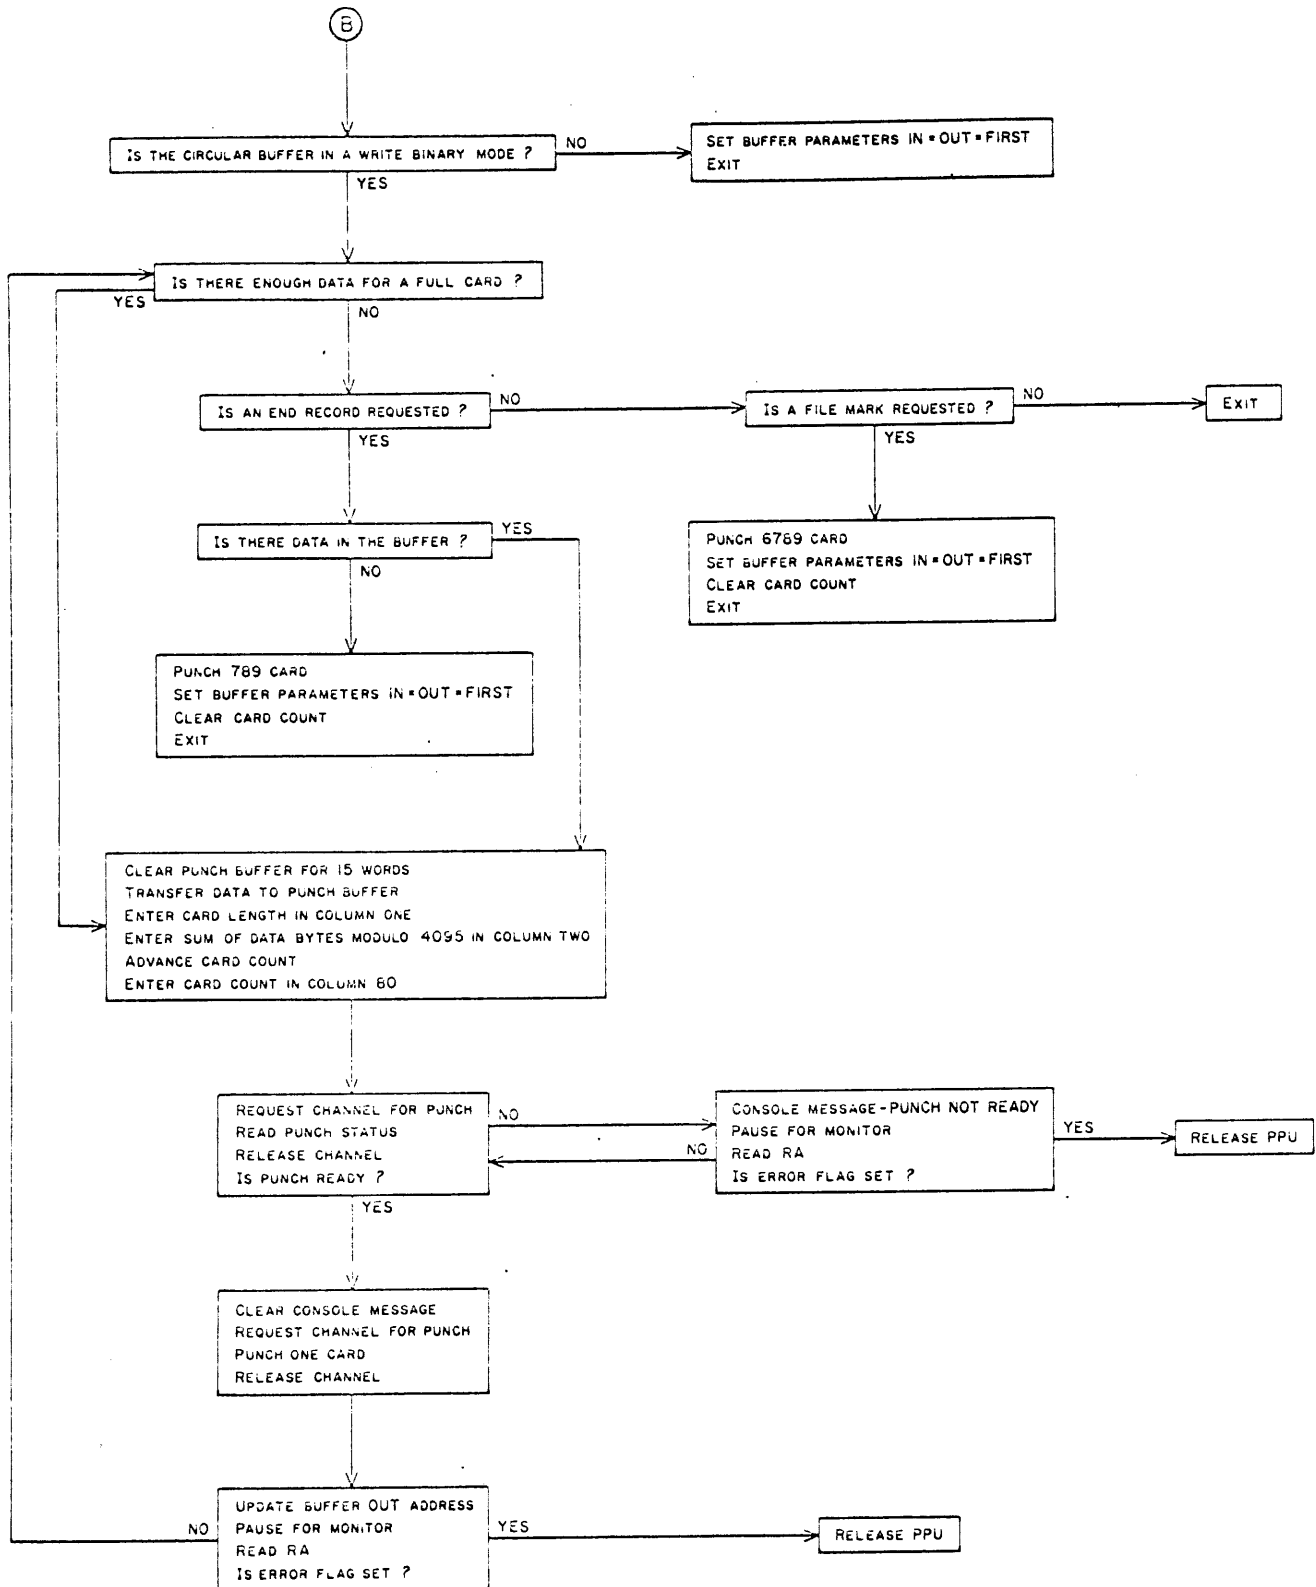 B
IS THE CIRCULAR BUFFER IN A WRITE BINARY MODE ?
NO
SET BUFFER PARAMETERS IN = OUT = FIRST
EXIT
YES
IS THERE ENOUGH DATA FOR A FULL CARD ?
YES
NO
IS AN END RECORD REQUESTED ?
NO
IS A FILE MARK REQUESTED ?
NO
EXIT
YES
YES
IS THERE DATA IN THE BUFFER ?
YES
NO
PUNCH 6789 CARD
SET BUFFER PARAMETERS IN = OUT = FIRST
CLEAR CARD COUNT
EXIT
PUNCH 789 CARD
SET BUFFER PARAMETERS IN = OUT = FIRST
CLEAR CARD COUNT
EXIT
CLEAR PUNCH BUFFER FOR 15 WORDS
TRANSFER DATA TO PUNCH BUFFER
ENTER CARD LENGTH IN COLUMN ONE
ENTER SUM OF DATA BYTES MODULO 4095 IN COLUMN TWO
ADVANCE CARD COUNT
ENTER CARD COUNT IN COLUMN 80
REQUEST CHANNEL FOR PUNCH
READ PUNCH STATUS
RELEASE CHANNEL
IS PUNCH READY ?
NO
NO
CONSOLE MESSAGE - PUNCH NOT READY
PAUSE FOR MONITOR
READ RA
IS ERROR FLAG SET ?
YES
RELEASE PPU
YES
CLEAR CONSOLE MESSAGE
REQUEST CHANNEL FOR PUNCH
PUNCH ONE CARD
RELEASE CHANNEL
NO
UPDATE BUFFER OUT ADDRESS
PAUSE FOR MONITOR
READ RA
IS ERROR FLAG SET ?
YES
RELEASE PPU